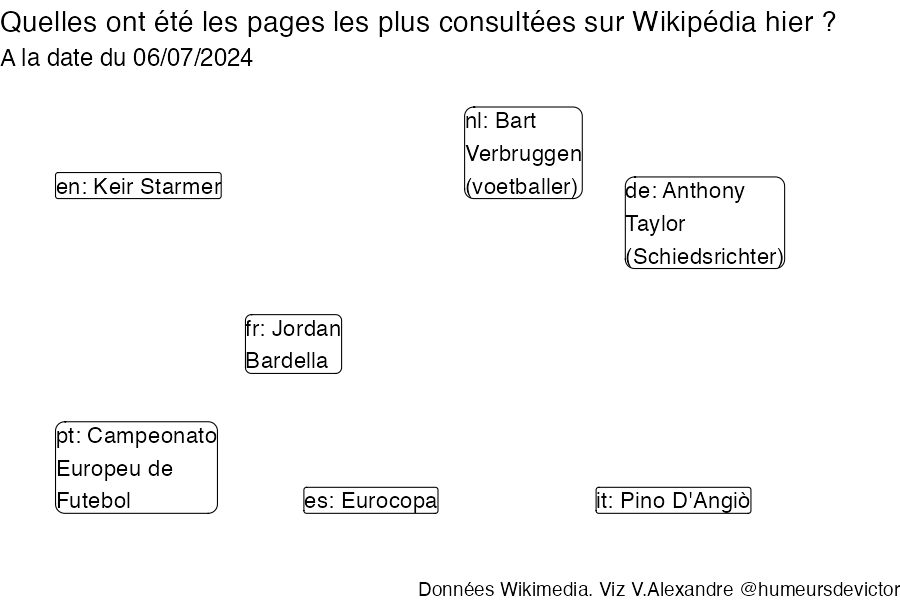 Quelles ont été les pages les plus consultées sur Wikipédia hier ?
A la date du 06/07/2024
nl: Bart
Verbruggen
(voetballer)
en: Keir Starmer
de: Anthony
Taylor
(Schiedsrichter)
fr: Jordan
Bardella
pt: Campeonato
Europeu de
Futebol
es: Eurocopa
it: Pino D'Angiò
Données Wikimedia. Viz V.Alexandre @humeursdevictor